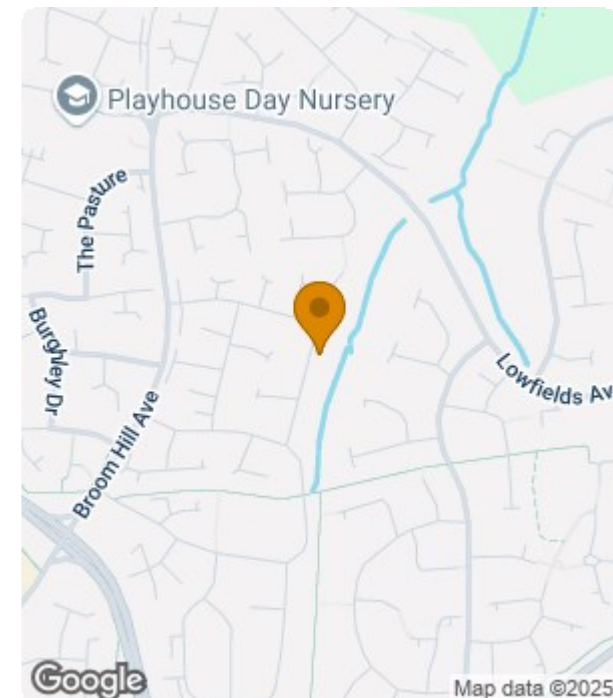 Playhouse Day Nursery
The Pasture
Burghley Dr
Broom Hill Ave
Lowfields Av
Google
Map data ©2025